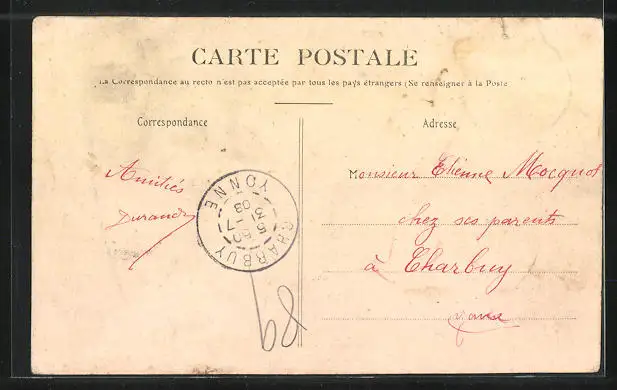 CARTE POSTALE
La Correspondance au recto n'est pas acceptée par tous les pays étrangers (Se renseigner à la Poste
Correspondance
Adresse
Amitiés
Durand
Monsieur Etienne Mocquot
chez ses parents
à Charbuy
Yonne
CHARBUY
YONNE
68